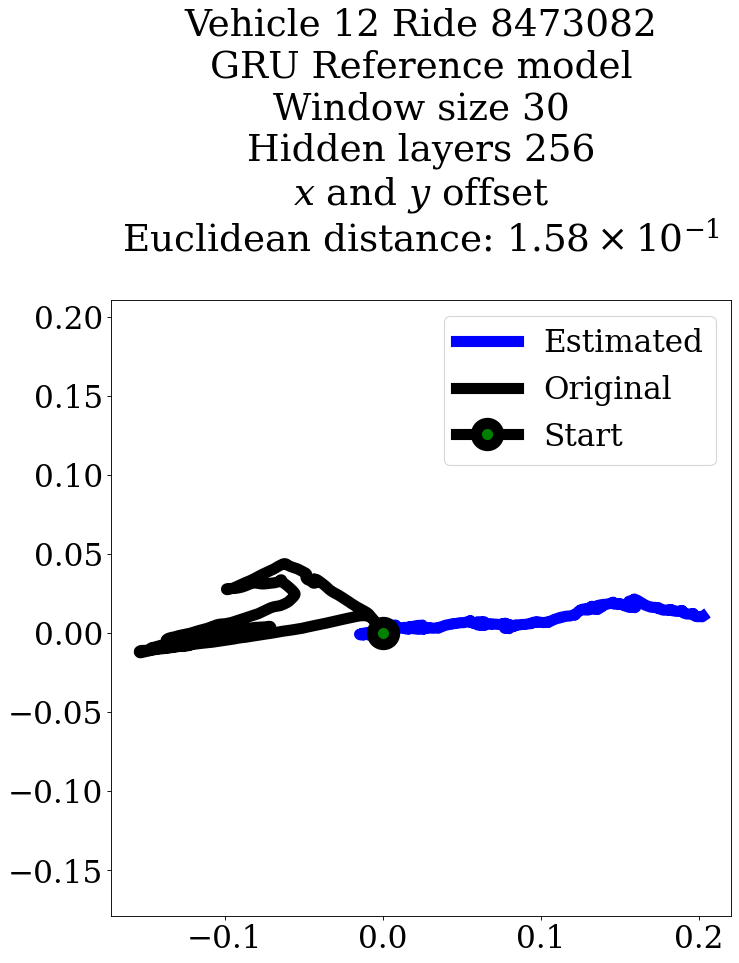 Vehicle 12 Ride 8473082
GRU Reference model
Window size 30
Hidden layers 256
x and y offset
Euclidean distance: 1.58 × 10⁻¹
Estimated
Original
Start
0.20
0.15
0.10
0.05
0.00
−0.05
−0.10
−0.15
−0.1 0.0 0.1 0.2